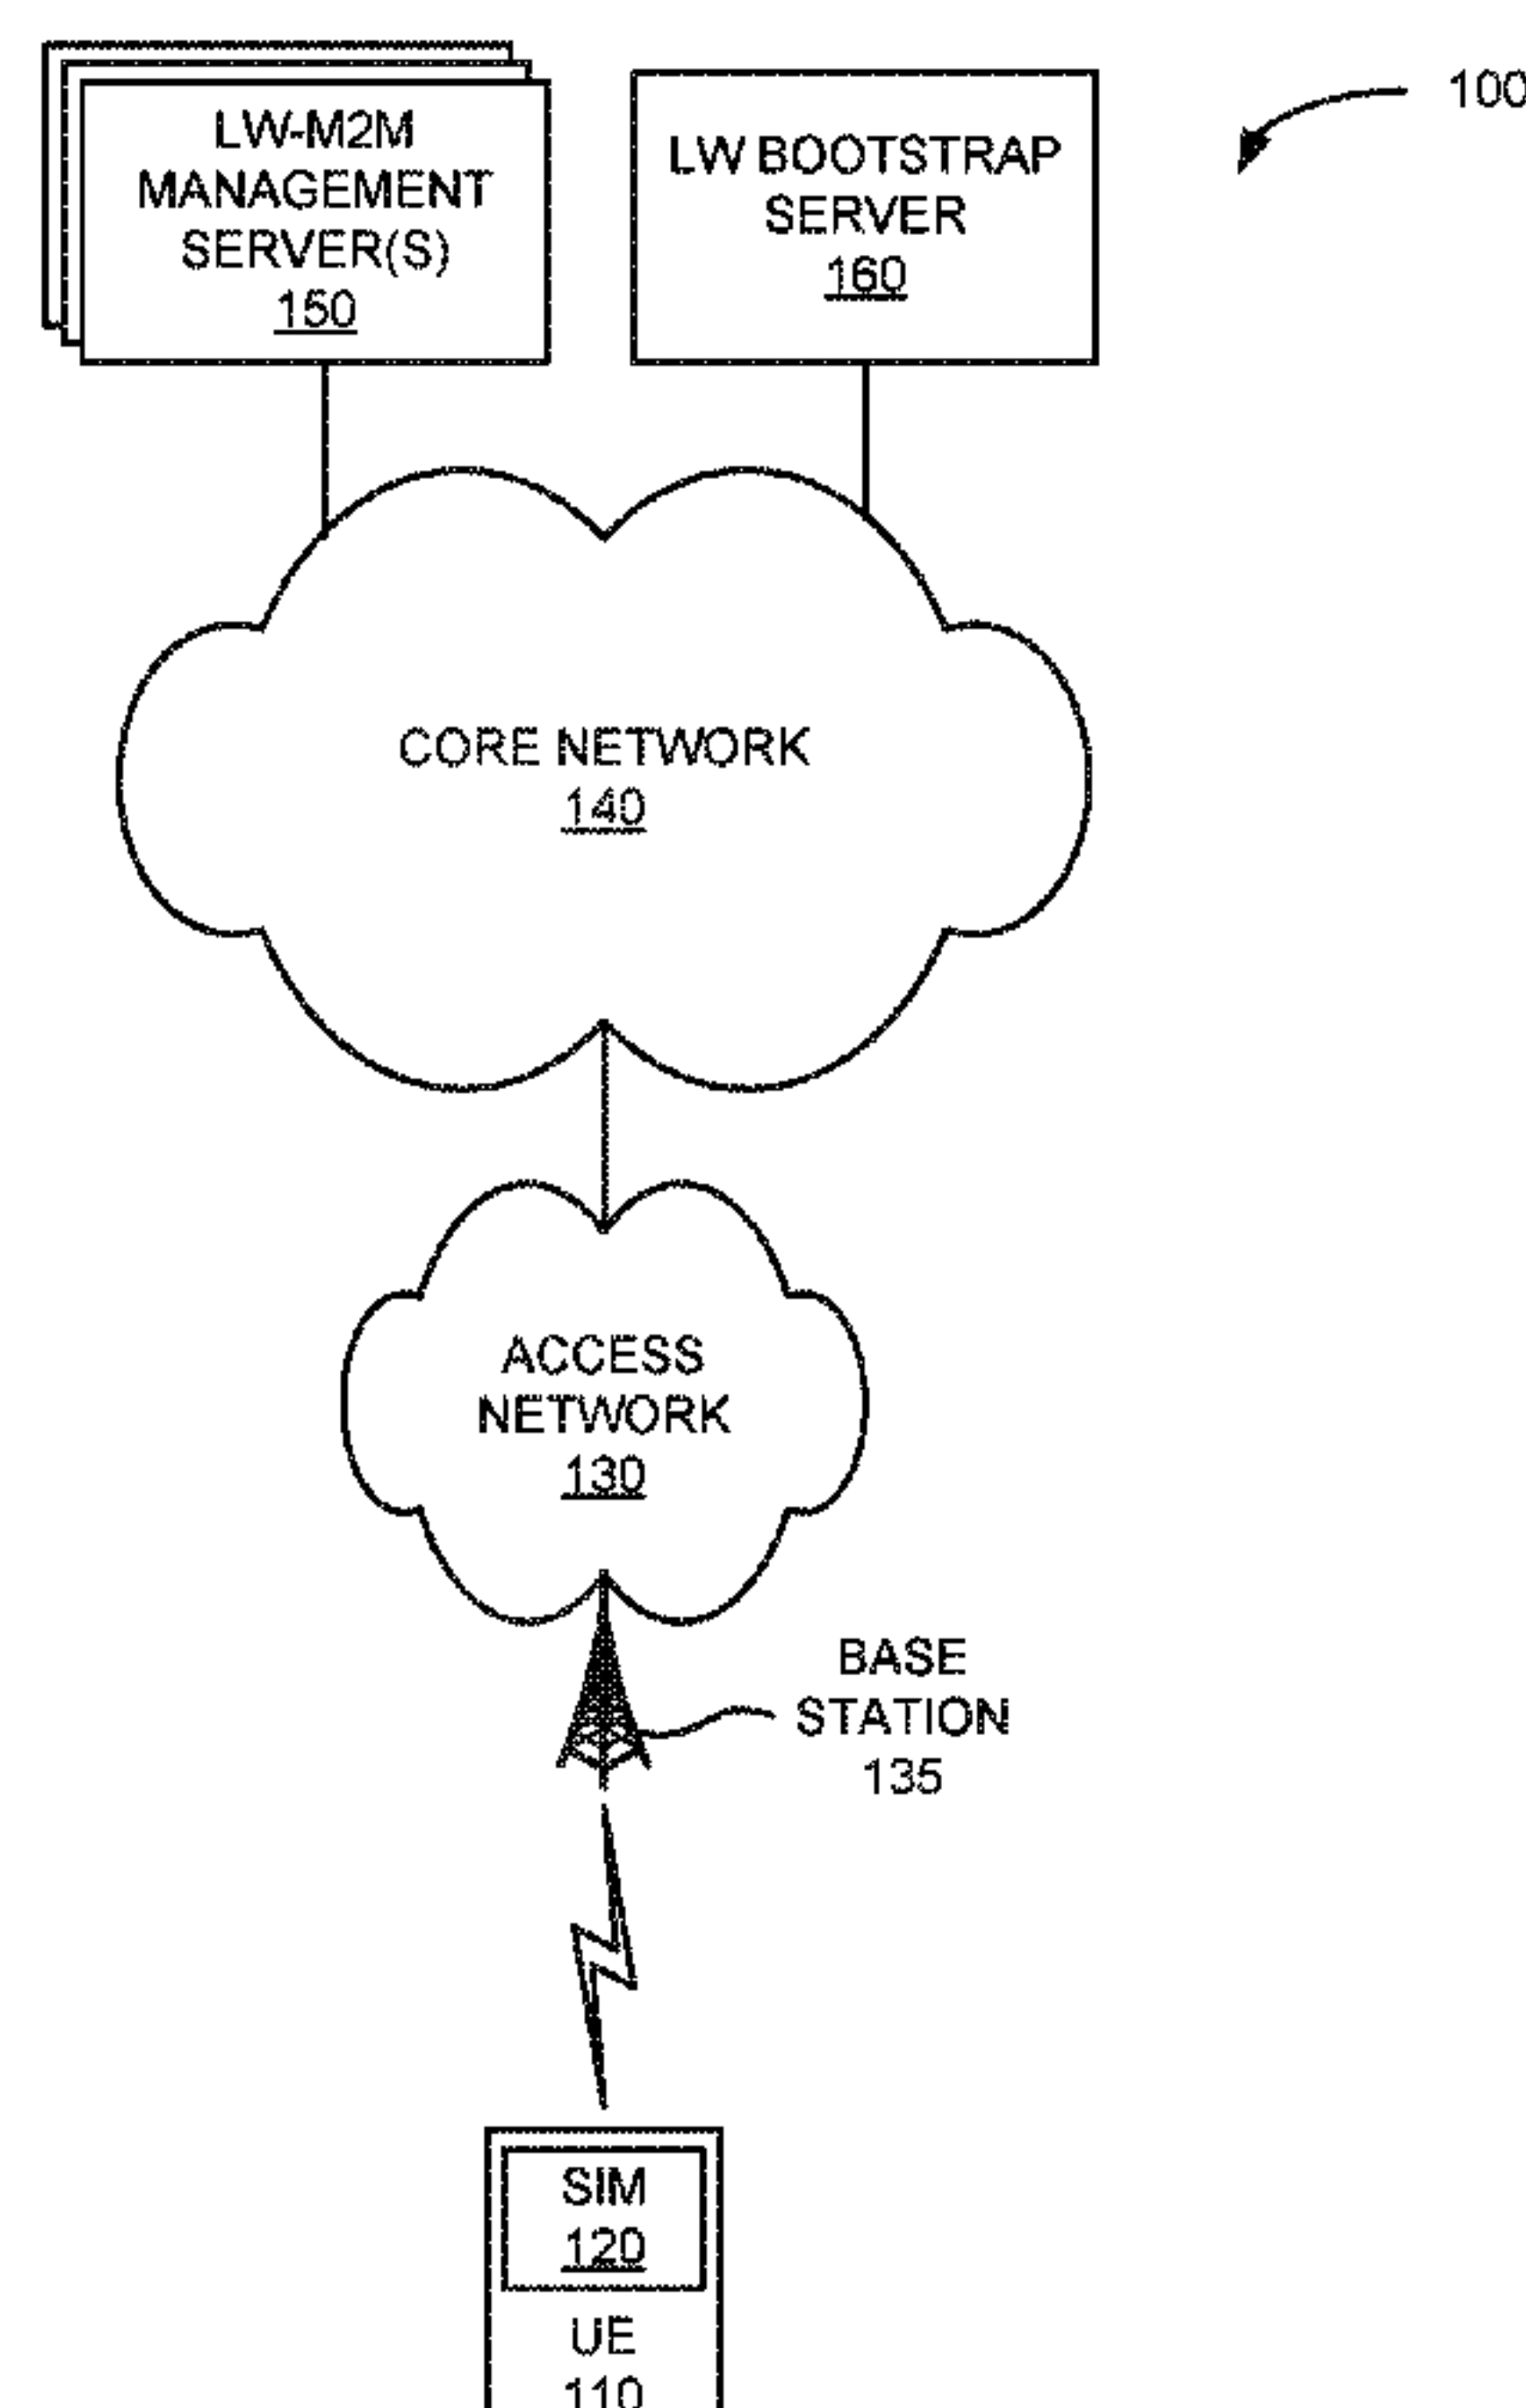 LW-M2M
MANAGEMENT
SERVER(S)
150
LW BOOTSTRAP
SERVER
160
100
CORE NETWORK
140
ACCESS
NETWORK
130
BASE
STATION
135
SIM
120
UE
110